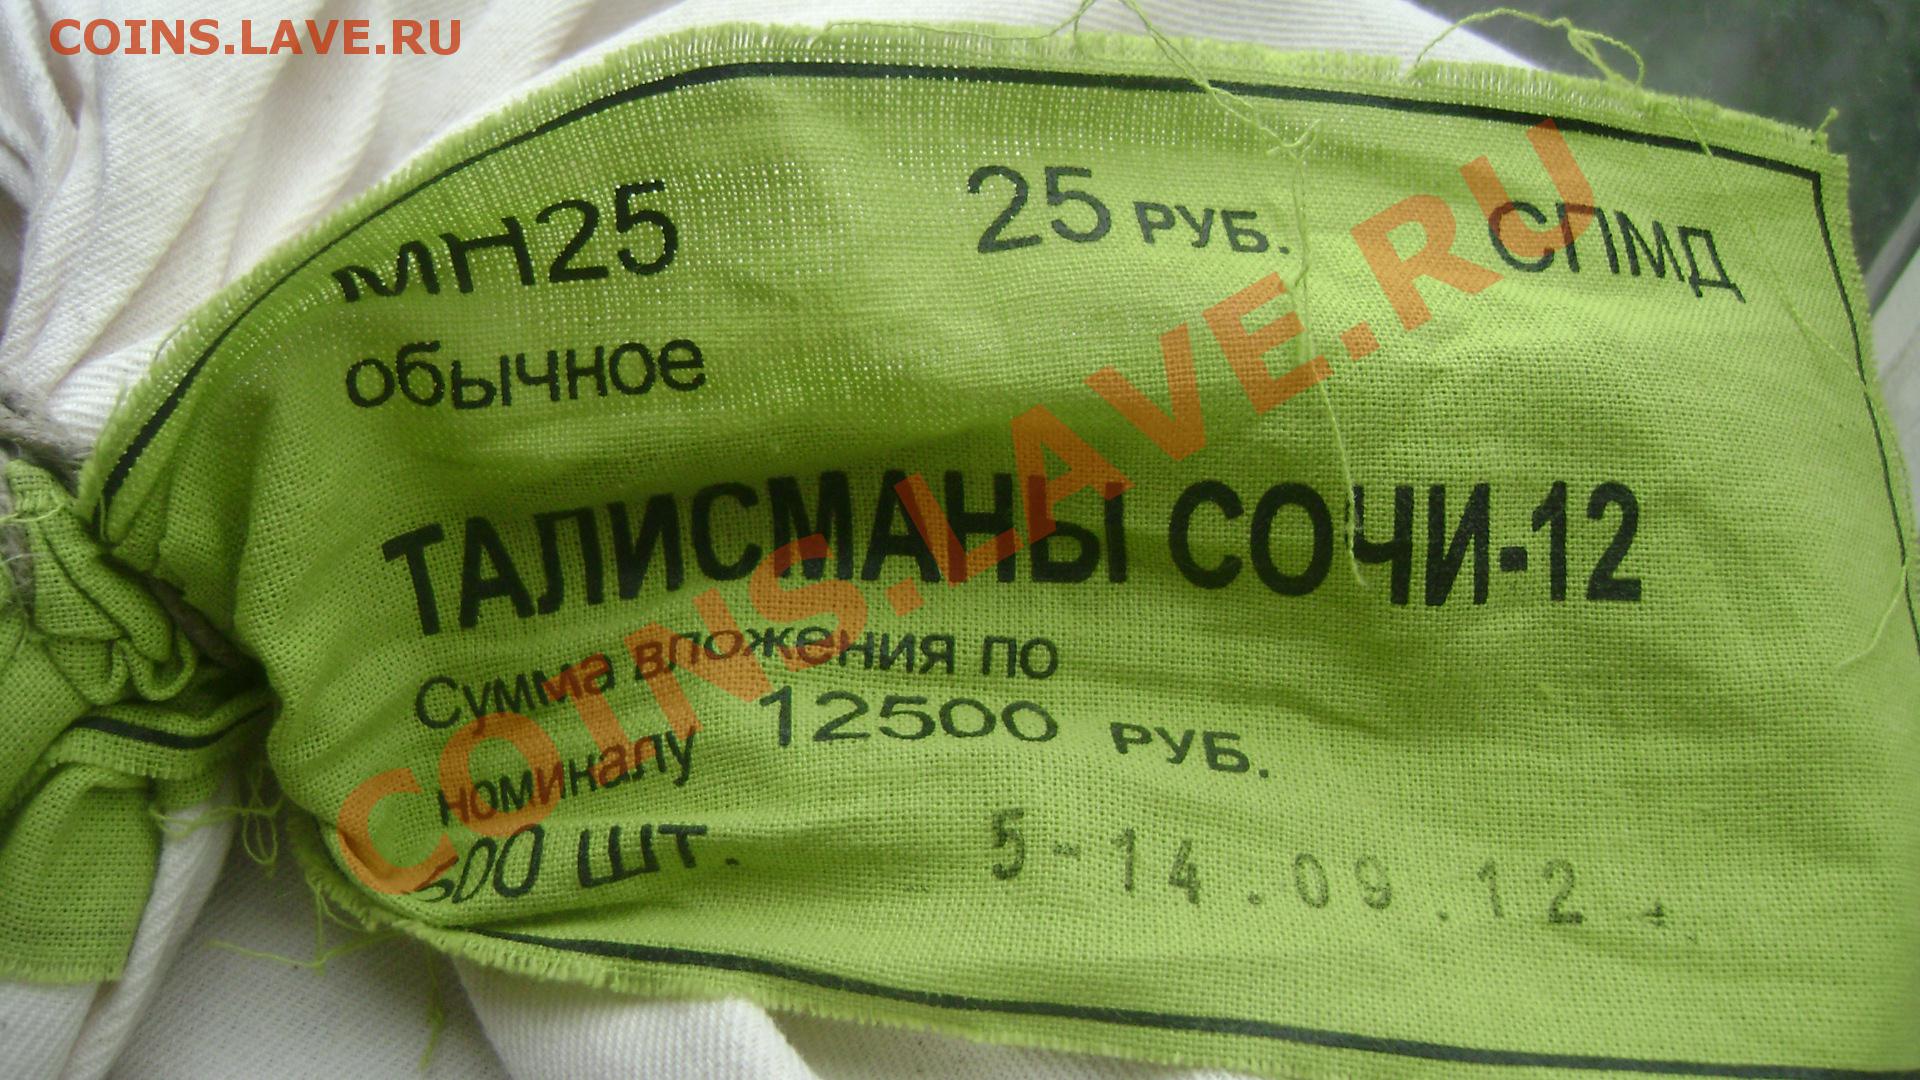 COINS.LAVE.RU
МН25 25 РУБ. СПМД
обычное
ТАЛИСМАНЫ СОЧИ-12
Сумма вложения по
номиналу 12500 РУБ.
500 ШТ. 5-14.09.12.
COINS.LAVE.RU